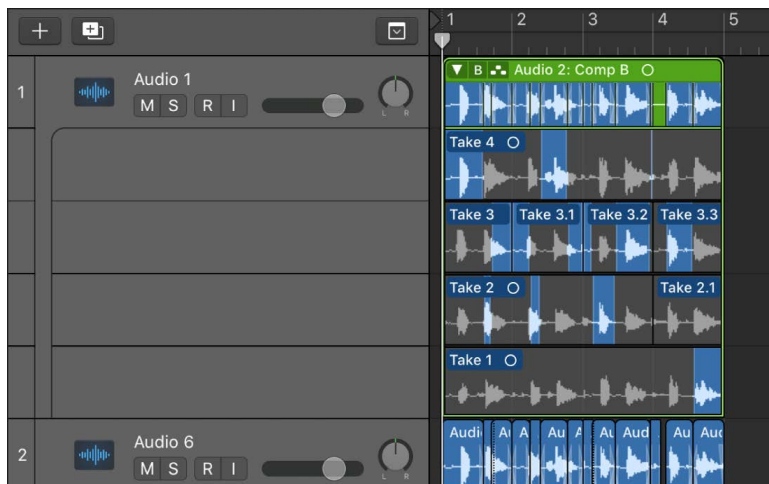 1 2 3 4 5
1 Audio 1
M S R I
L R
B Audio 2: Comp B
Take 4
Take 3 Take 3.1 Take 3.2 Take 3.3
Take 2 Take 2.1
Take 1
2 Audio 6
M S R I
L R
Audi A Au Au Aud Au Aud